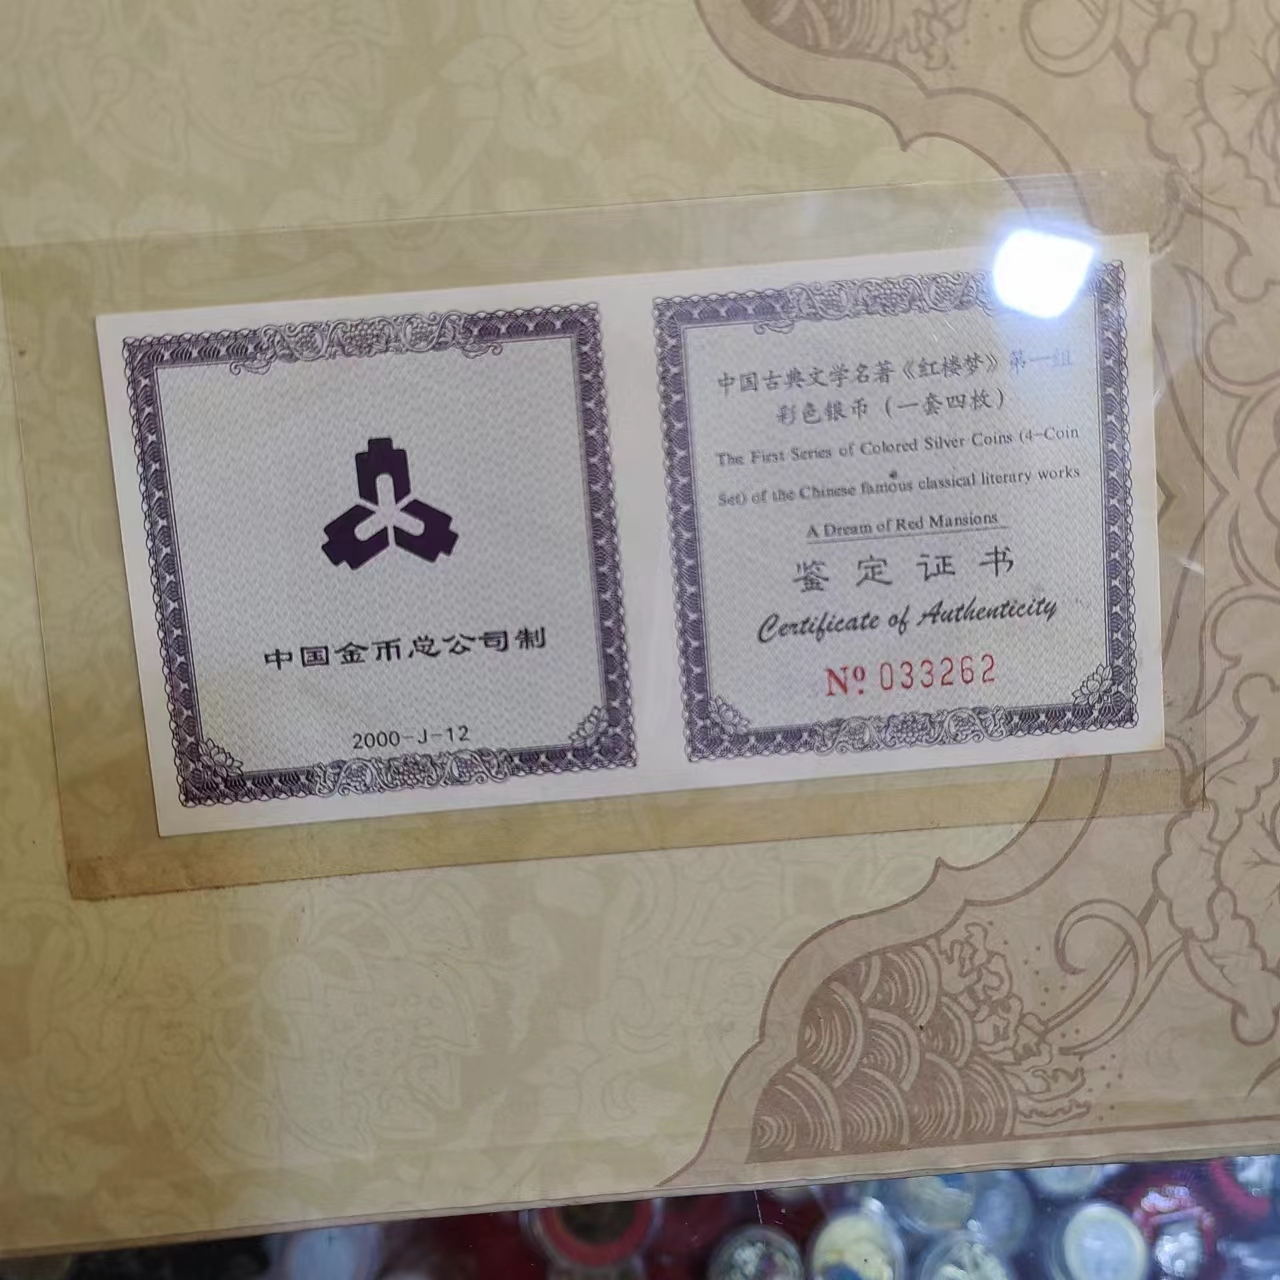 中国金币总公司制
2000-J-12
中国古典文学名著《红楼梦》第一组
彩色银币（一套四枚）
The First Series of Colored Silver Coins (4-Coin
Set) of the Chinese famous classical literary works
A Dream of Red Mansions
鉴定证书
Certificate of Authenticity
Nº 033262